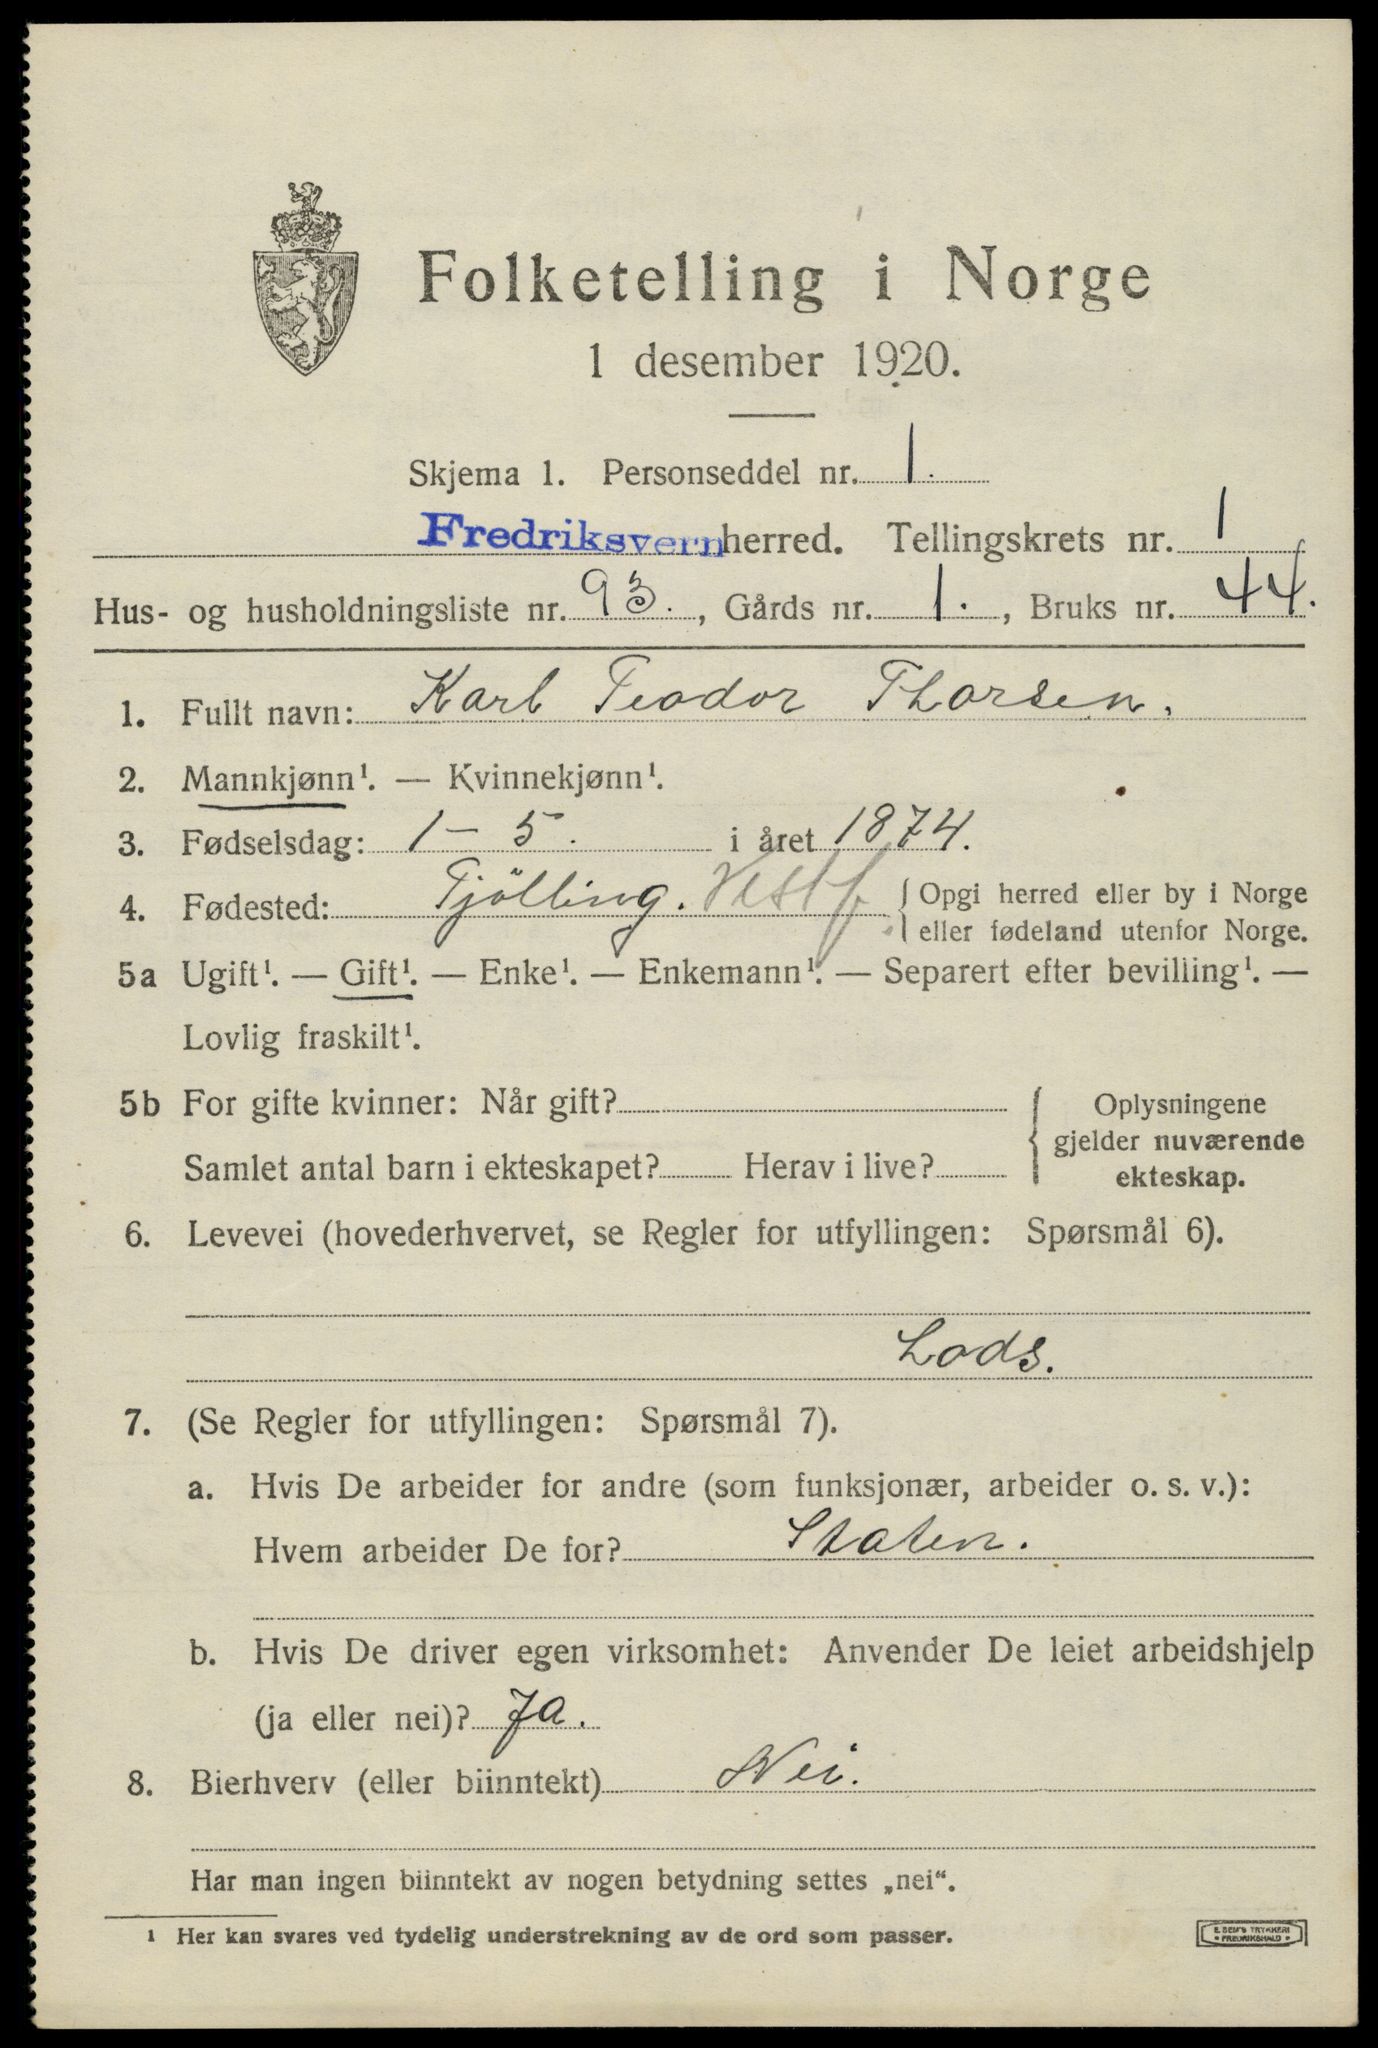 Folketelling i Norge
1 desember 1920.
Skjema 1. Personseddel nr. 1.
Fredriksvern herred. Tellingskrets nr. 1
Hus- og husholdningsliste nr. 93., Gårds nr. 1., Bruks nr. 44.
1. Fullt navn: Karl Teodor Thorsen.
2. Mannkjønn¹. — Kvinnekjønn¹.
3. Fødselsdag: 1 – 5. i året 1874.
4. Fødested: Tjölling. Vestf. { Opgi herred eller by i Norge
eller fødeland utenfor Norge.
5a Ugift¹. — Gift¹. — Enke¹. — Enkemann¹. — Separert efter bevilling¹. —
Lovlig fraskilt¹.
5b For gifte kvinner: Når gift? { Oplysningene
gjelder nuværende
Samlet antal barn i ekteskapet? Herav i live? ekteskap.
6. Levevei (hovederhvervet, se Regler for utfyllingen: Spørsmål 6).
Lods.
7. (Se Regler for utfyllingen: Spørsmål 7).
a. Hvis De arbeider for andre (som funksjonær, arbeider o. s. v.):
Hvem arbeider De for? Staten.
b. Hvis De driver egen virksomhet: Anvender De leiet arbeidshjelp
(ja eller nei)? Ja.
8. Bierhverv (eller biinntekt) Nei.
Har man ingen biinntekt av nogen betydning settes „nei“.
¹ Her kan svares ved tydelig understrekning av de ord som passer.
E. SEM'S TRYKKERI
• FREDRIKSHALD •